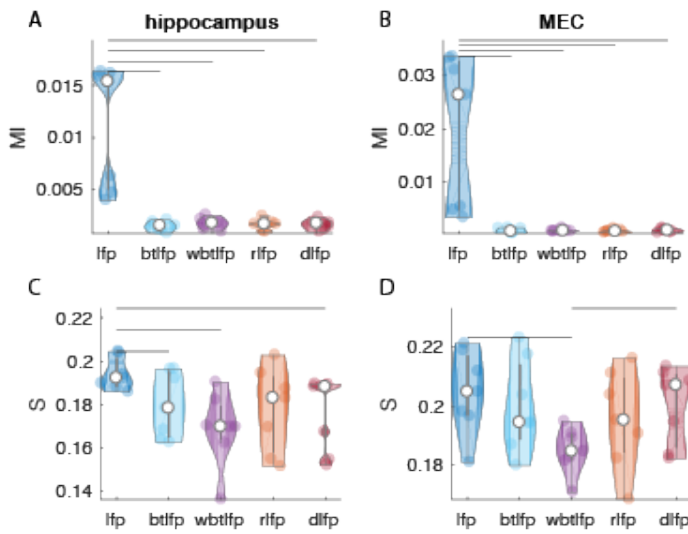 A
hippocampus
B
MEC
MI
0.015
0.01
0.005
lfp btlfp wbtlfp rlfp dlfp
MI
0.03
0.02
0.01
lfp btlfp wbtlfp rlfp dlfp
C
S
0.22
0.2
0.18
0.16
0.14
lfp btlfp wbtlfp rlfp dlfp
D
S
0.22
0.2
0.18
lfp btlfp wbtlfp rlfp dlfp